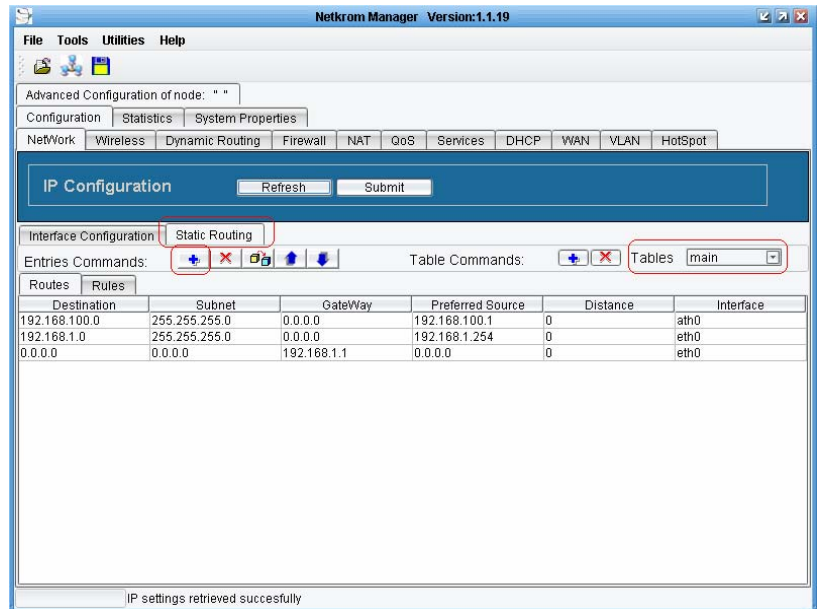 Netkrom Manager Version:1.1.19
File Tools Utilities Help
Advanced Configuration of node: " "
Configuration Statistics System Properties
NetWork Wireless Dynamic Routing Firewall NAT QoS Services DHCP WAN VLAN HotSpot
IP Configuration Refresh Submit
Interface Configuration Static Routing
Entries Commands: Table Commands: Tables main
Routes Rules
Destination Subnet GateWay Preferred Source Distance Interface
192.168.100.0 255.255.255.0 0.0.0.0 192.168.100.1 0 ath0
192.168.1.0 255.255.255.0 0.0.0.0 192.168.1.254 0 eth0
0.0.0.0 0.0.0.0 192.168.1.1 0.0.0.0 0 eth0
IP settings retrieved succesfully